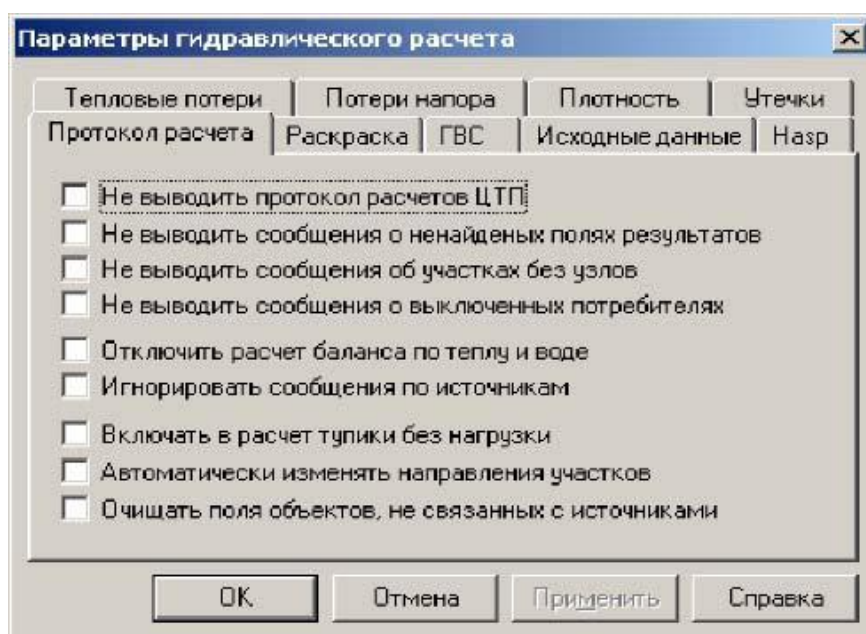 Параметры гидравлического расчета
Тепловые потери Потери напора Плотность Утечки
Протокол расчета Раскраска ГВС Исходные данные Hasp
Не выводить протокол расчетов ЦТП
Не выводить сообщения о ненайденых полях результатов
Не выводить сообщения об участках без узлов
Не выводить сообщения о выключенных потребителях
Отключить расчет баланса по теплу и воде
Игнорировать сообщения по источникам
Включать в расчет тупики без нагрузки
Автоматически изменять направления участков
Очищать поля объектов, не связанных с источниками
OK Отмена Применить Справка